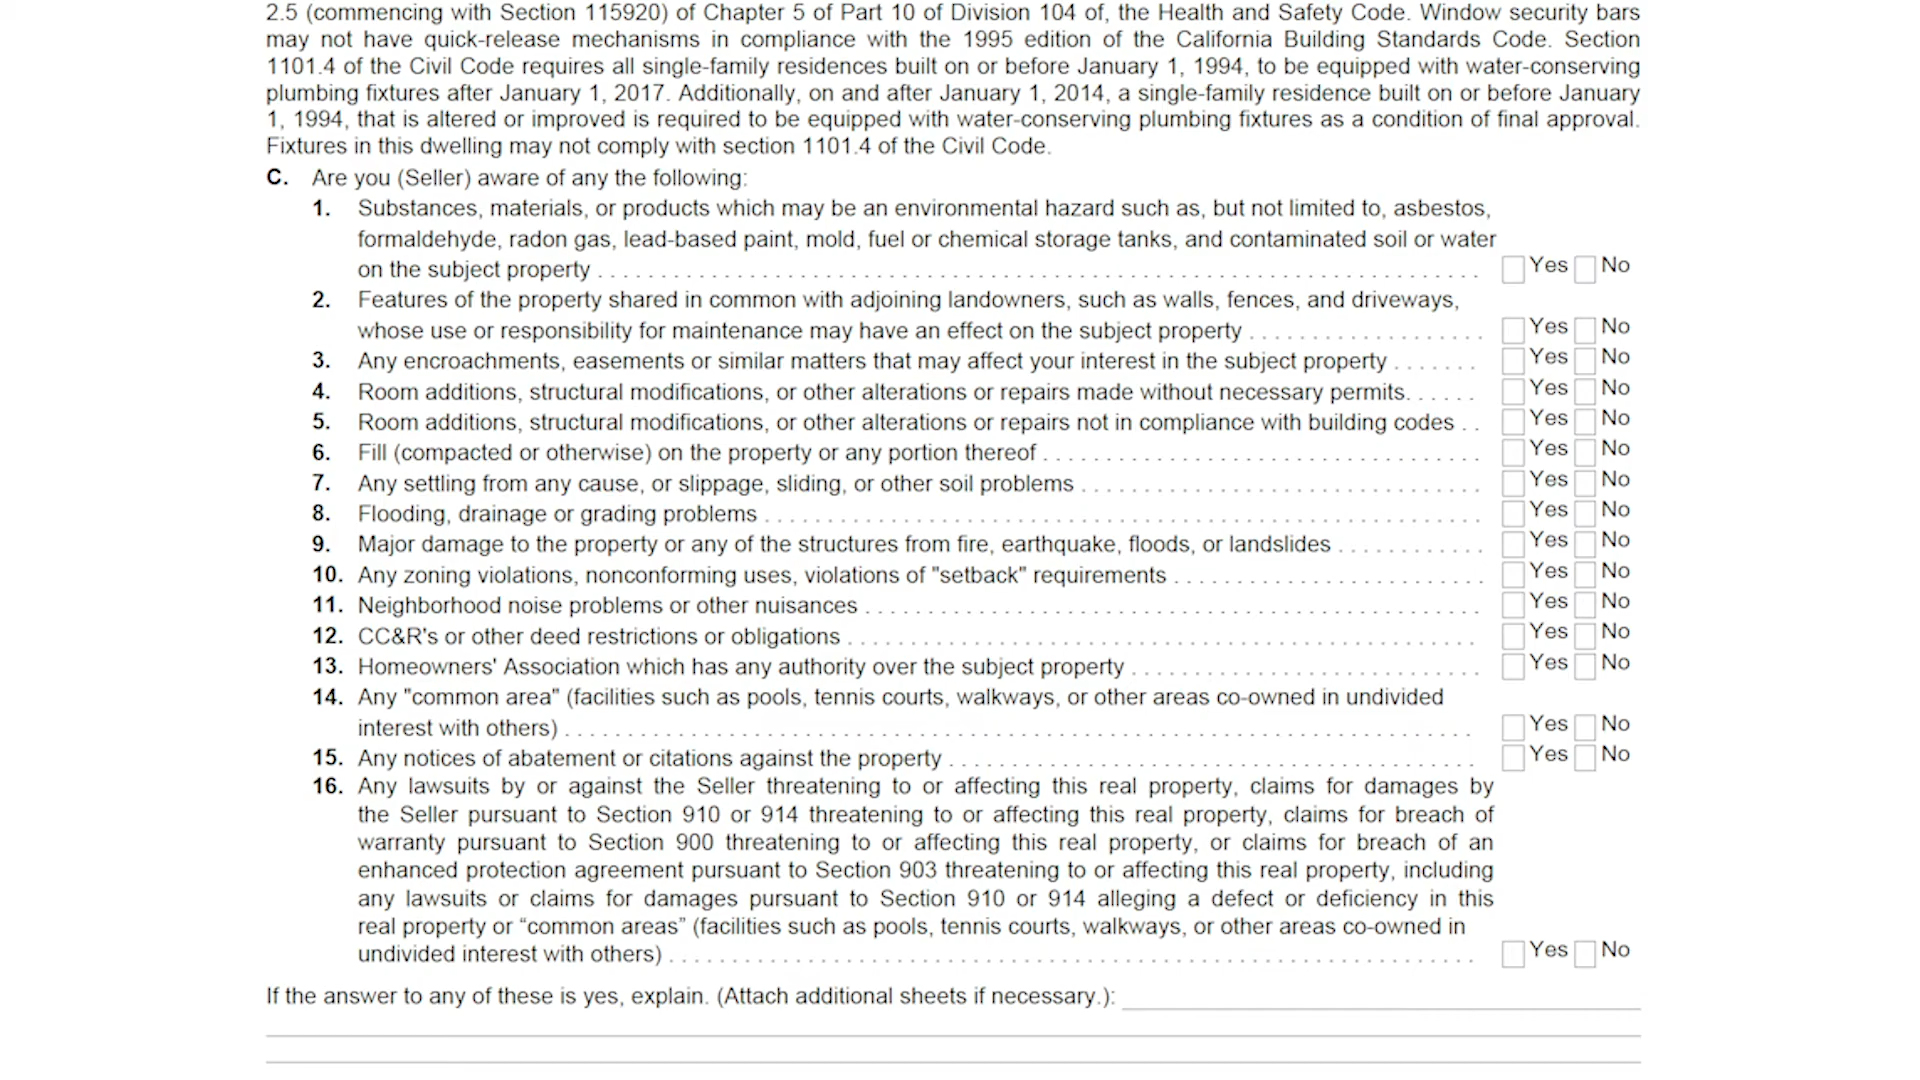 2.5 (commencing with Section 115920) of Chapter 5 of Part 10 of Division 104 of, the Health and Safety Code. Window security bars
may not have quick-release mechanisms in compliance with the 1995 edition of the California Building Standards Code. Section
1101.4 of the Civil Code requires all single-family residences built on or before January 1, 1994, to be equipped with water-conserving
plumbing fixtures after January 1, 2017. Additionally, on and after January 1, 2014, a single-family residence built on or before January
1, 1994, that is altered or improved is required to be equipped with water-conserving plumbing fixtures as a condition of final approval.
Fixtures in this dwelling may not comply with section 1101.4 of the Civil Code.
C. Are you (Seller) aware of any the following:
1. Substances, materials, or products which may be an environmental hazard such as, but not limited to, asbestos,
formaldehyde, radon gas, lead-based paint, mold, fuel or chemical storage tanks, and contaminated soil or water
on the subject property Yes No
2. Features of the property shared in common with adjoining landowners, such as walls, fences, and driveways,
whose use or responsibility for maintenance may have an effect on the subject property Yes No
3. Any encroachments, easements or similar matters that may affect your interest in the subject property Yes No
4. Room additions, structural modifications, or other alterations or repairs made without necessary permits. Yes No
5. Room additions, structural modifications, or other alterations or repairs not in compliance with building codes Yes No
6. Fill (compacted or otherwise) on the property or any portion thereof Yes No
7. Any settling from any cause, or slippage, sliding, or other soil problems Yes No
8. Flooding, drainage or grading problems Yes No
9. Major damage to the property or any of the structures from fire, earthquake, floods, or landslides Yes No
10. Any zoning violations, nonconforming uses, violations of "setback" requirements Yes No
11. Neighborhood noise problems or other nuisances Yes No
12. CC&R's or other deed restrictions or obligations Yes No
13. Homeowners' Association which has any authority over the subject property Yes No
14. Any "common area" (facilities such as pools, tennis courts, walkways, or other areas co-owned in undivided
interest with others) Yes No
15. Any notices of abatement or citations against the property Yes No
16. Any lawsuits by or against the Seller threatening to or affecting this real property, claims for damages by
the Seller pursuant to Section 910 or 914 threatening to or affecting this real property, claims for breach of
warranty pursuant to Section 900 threatening to or affecting this real property, or claims for breach of an
enhanced protection agreement pursuant to Section 903 threatening to or affecting this real property, including
any lawsuits or claims for damages pursuant to Section 910 or 914 alleging a defect or deficiency in this
real property or “common areas” (facilities such as pools, tennis courts, walkways, or other areas co-owned in
undivided interest with others) Yes No
If the answer to any of these is yes, explain. (Attach additional sheets if necessary.):